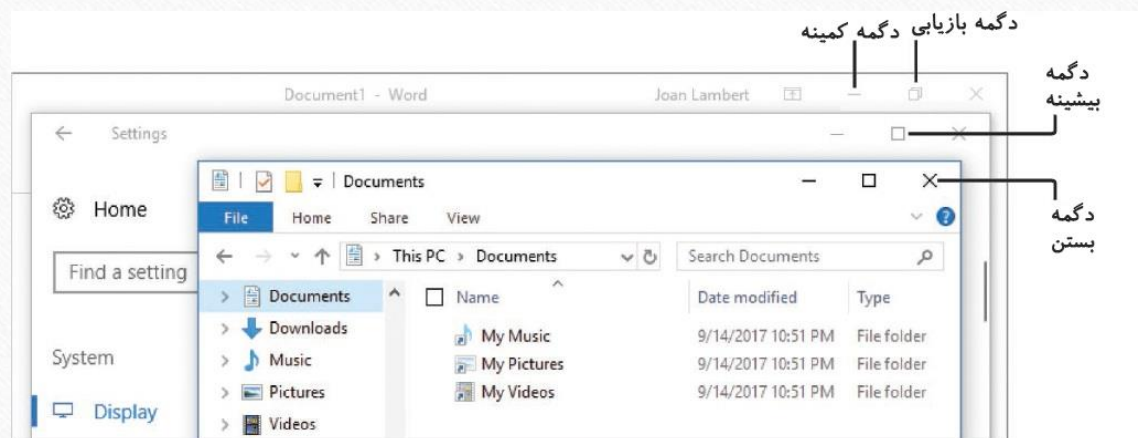 دگمه بازیابی
دگمه کمینه
دگمه
بیشینه
Document1 - Word
Joan Lambert
Settings
Documents
دگمه
بستن
Home
File Home Share View
This PC > Documents
Search Documents
Find a setting
Documents
Name Date modified Type
Downloads
My Music 9/14/2017 10:51 PM File folder
System
Music
My Pictures 9/14/2017 10:51 PM File folder
Pictures
My Videos 9/14/2017 10:51 PM File folder
Display
Videos